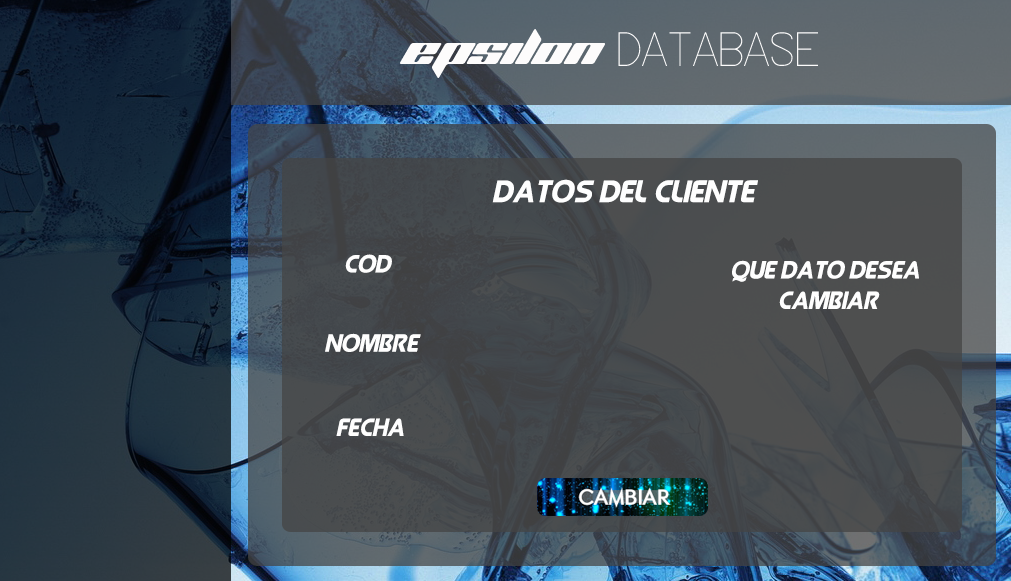 epsilon DATABASE
DATOS DEL CLIENTE
COD
QUE DATO DESEA
CAMBIAR
NOMBRE
FECHA
CAMBIAR